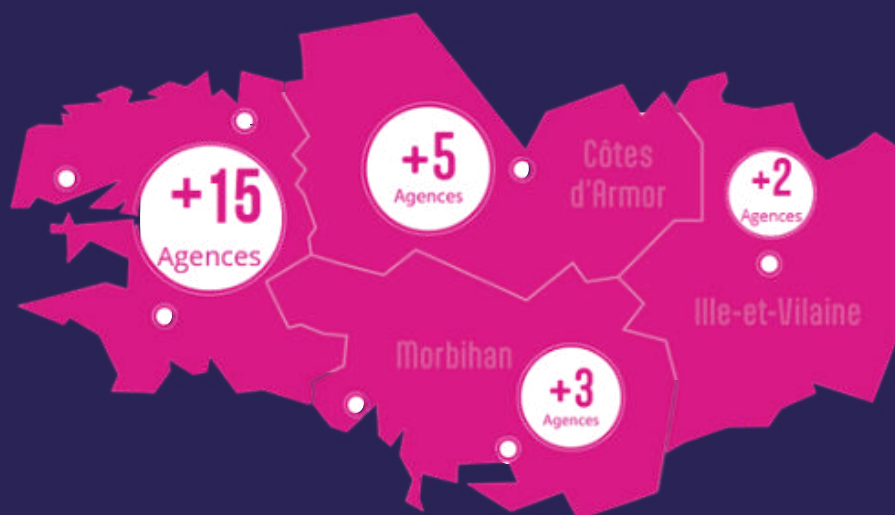 +15
Agences
+5
Agences
Côtes
d'Armor
+2
Agences
Ille-et-Vilaine
Morbihan
+3
Agences